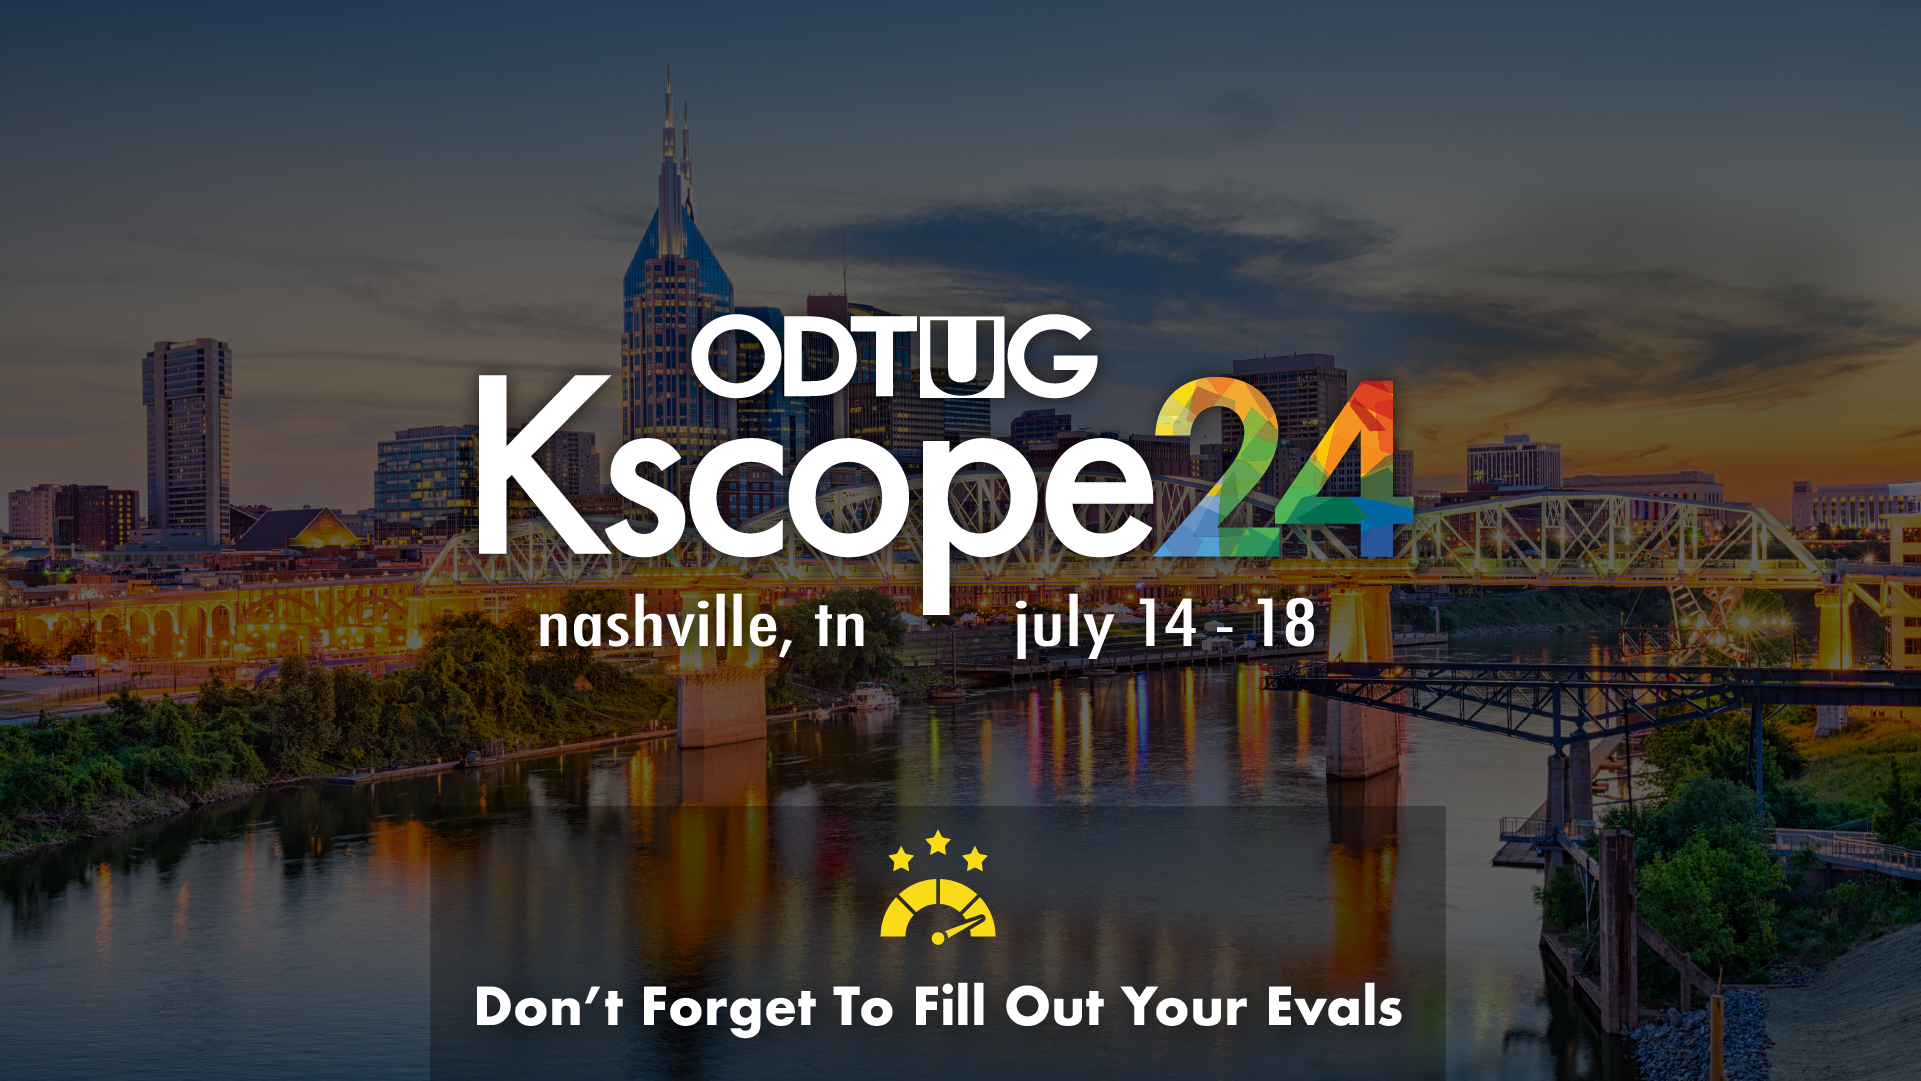 ODTUG
Kscope24
nashville, tn july 14 - 18
Don’t Forget To Fill Out Your Evals